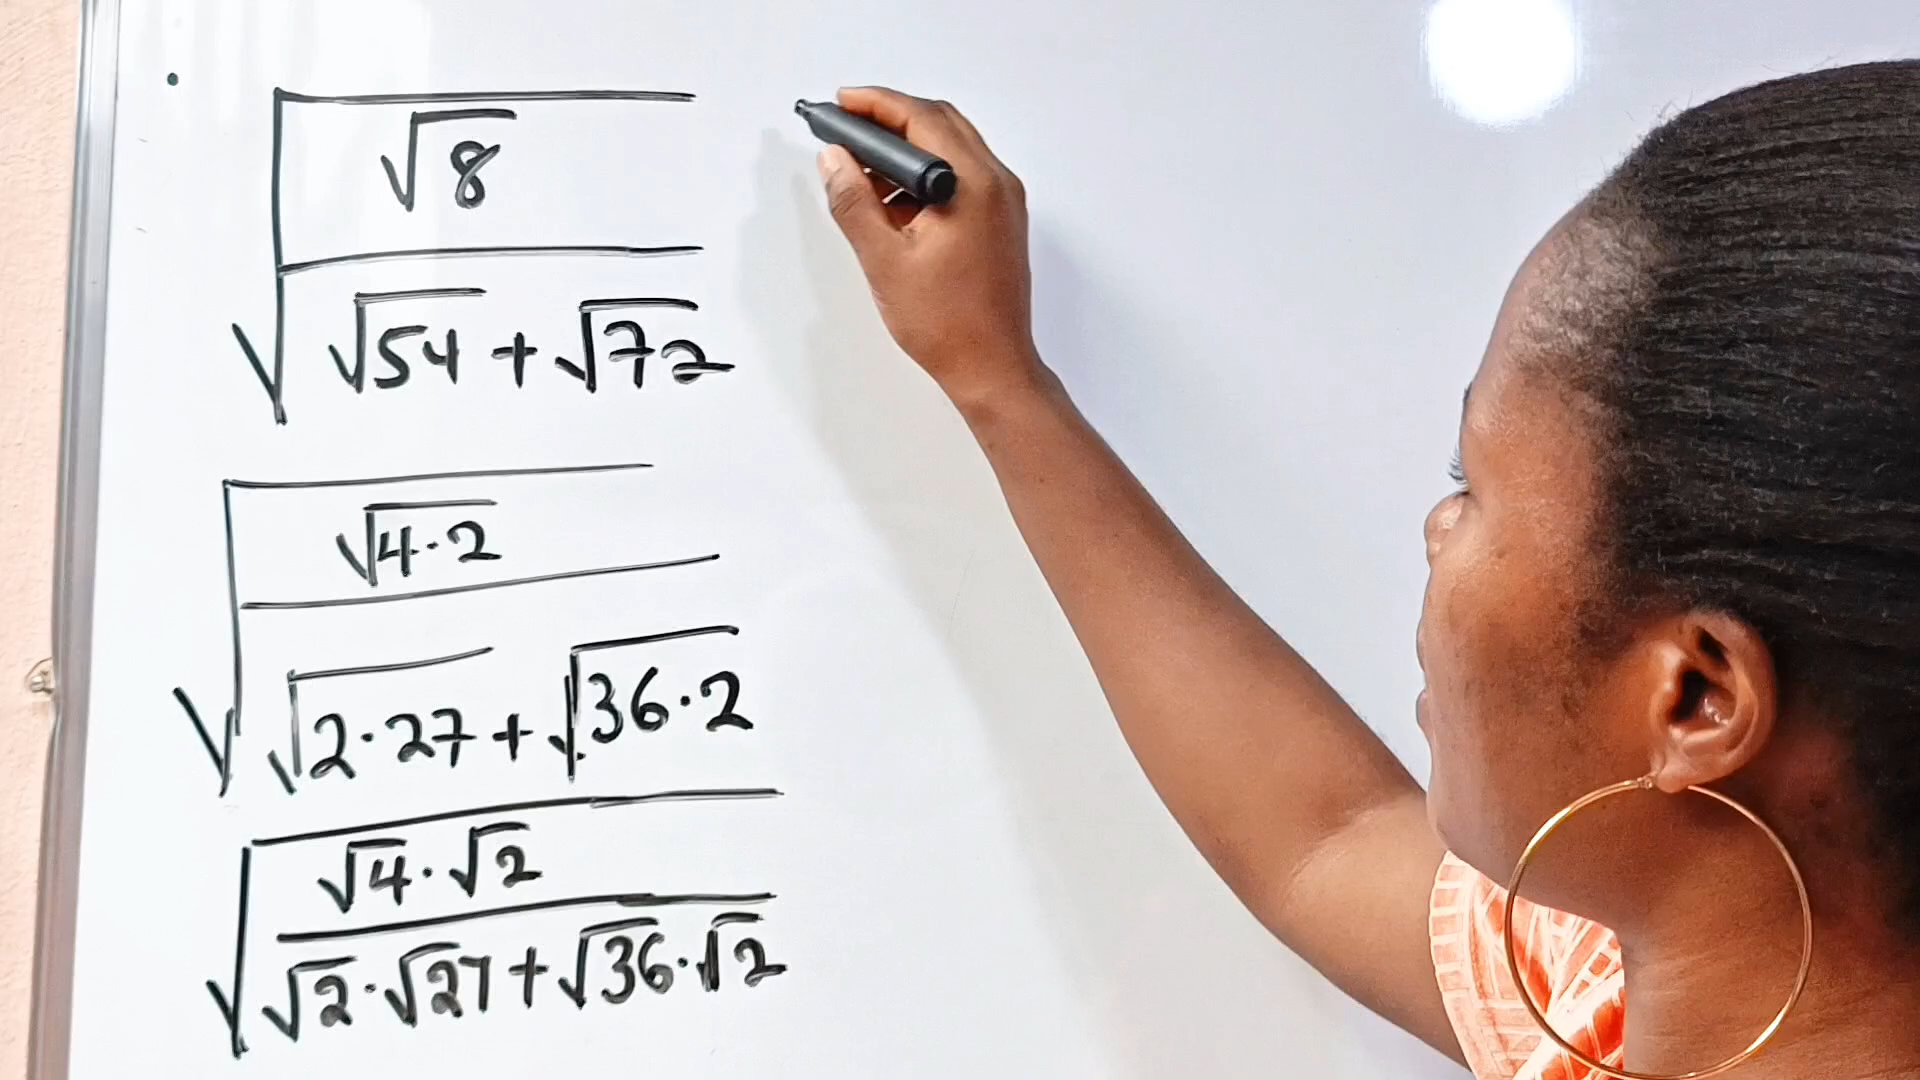 √8
√54 + √72
√4·2
√2·27 + √36·2
√4·√2
√2·√27 + √36·√2